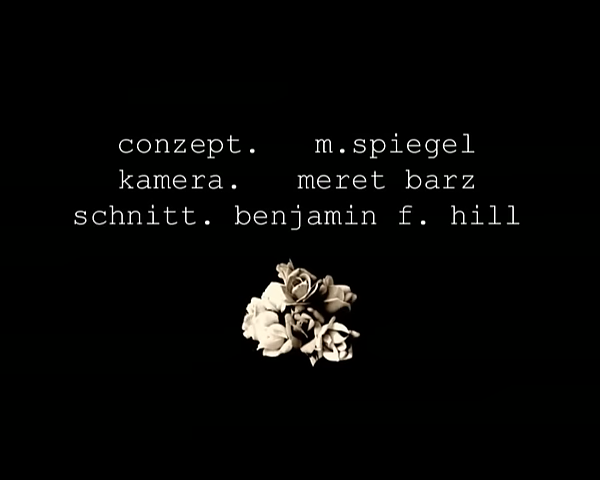 conzept. m.spiegel
kamera. meret barz
schnitt. benjamin f. hill